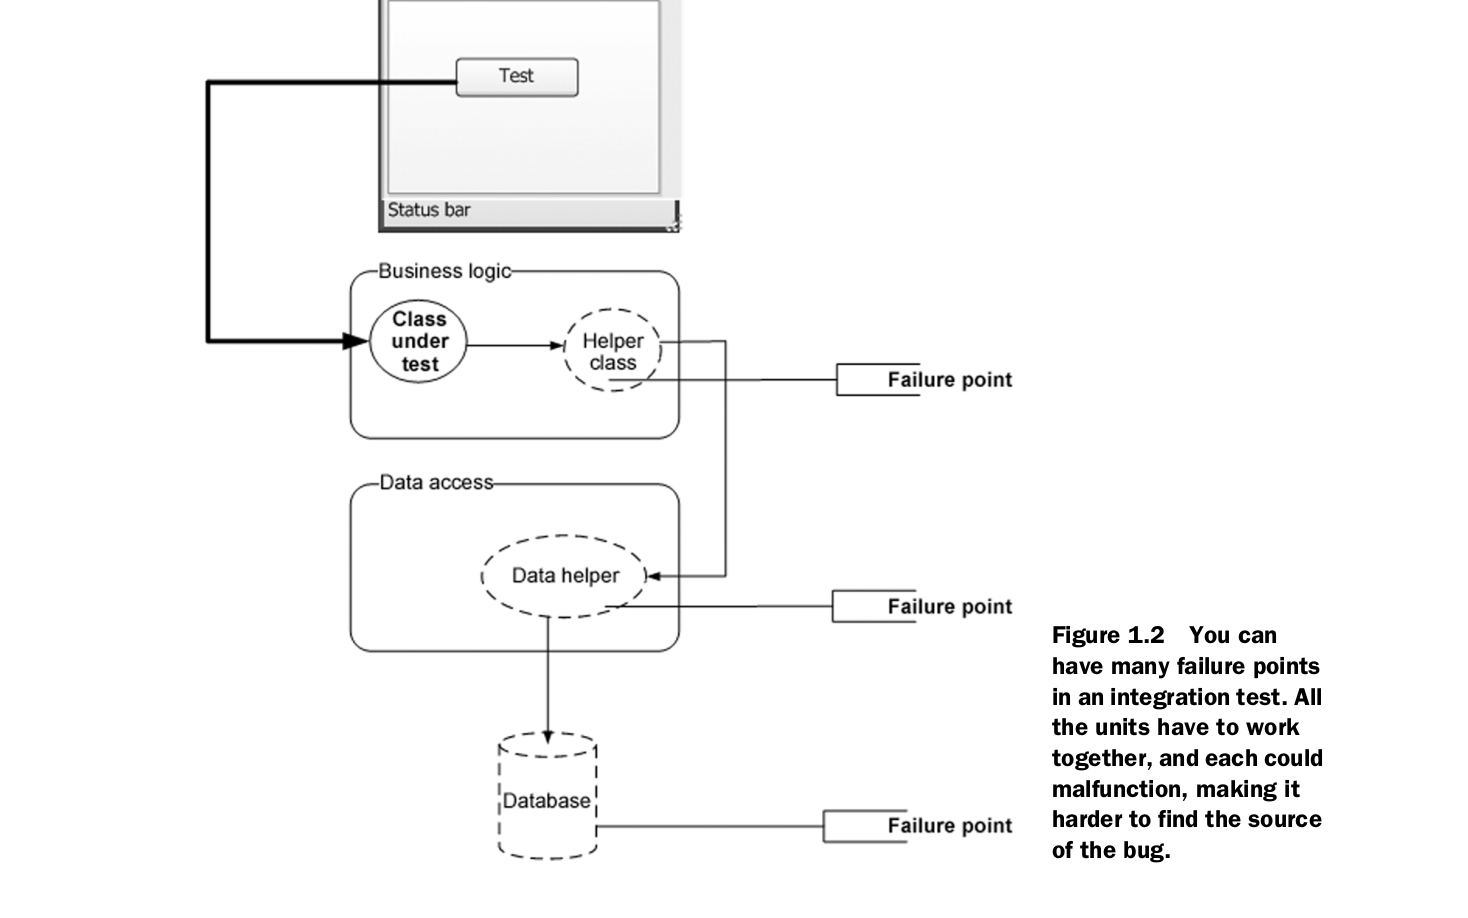 Test
Status bar
Business logic
Class
under
test
Helper
class
Failure point
Data access
Data helper
Failure point
Database
Failure point
Figure 1.2 You can
have many failure points
in an integration test. All
the units have to work
together, and each could
malfunction, making it
harder to find the source
of the bug.